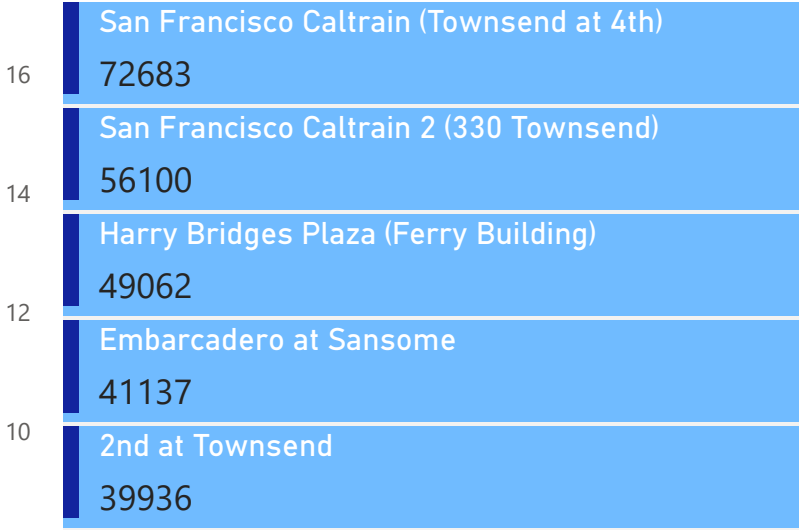 San Francisco Caltrain (Townsend at 4th)
16
72683
San Francisco Caltrain 2 (330 Townsend)
14
56100
Harry Bridges Plaza (Ferry Building)
49062
12
Embarcadero at Sansome
41137
10
2nd at Townsend
39936